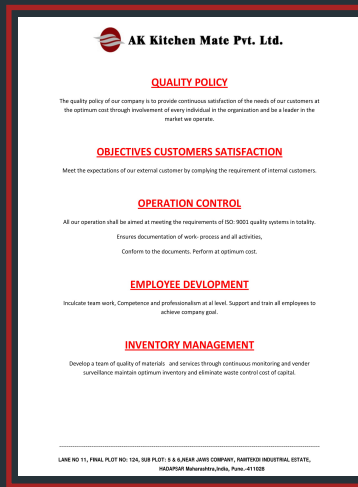 AK Kitchen Mate Pvt. Ltd.
QUALITY POLICY
The quality policy of our company is to provide continuous satisfaction of the needs of our customers at
the optimum cost through involvement of every individual in the organization and be a leader in the
market we operate.
OBJECTIVES CUSTOMERS SATISFACTION
Meet the expectations of our external customer by complying the requirement of internal customers.
OPERATION CONTROL
All our operation shall be aimed at meeting the requirements of ISO: 9001 quality systems in totality.
Ensures documentation of work- process and all activities,
Conform to the documents. Perform at optimum cost.
EMPLOYEE DEVLOPMENT
Inculcate team work, Competence and professionalism at al level. Support and train all employees to
achieve company goal.
INVENTORY MANAGEMENT
Develop a team of quality of materials and services through continuous monitoring and vender
surveillance maintain optimum inventory and eliminate waste control cost of capital.
LANE NO 11, FINAL PLOT NO: 124, SUB PLOT: 5 & 6,NEAR JAWS COMPANY, RAMTEKDI INDUSTRIAL ESTATE,
HADAPSAR Maharashtra,India, Pune.-411028